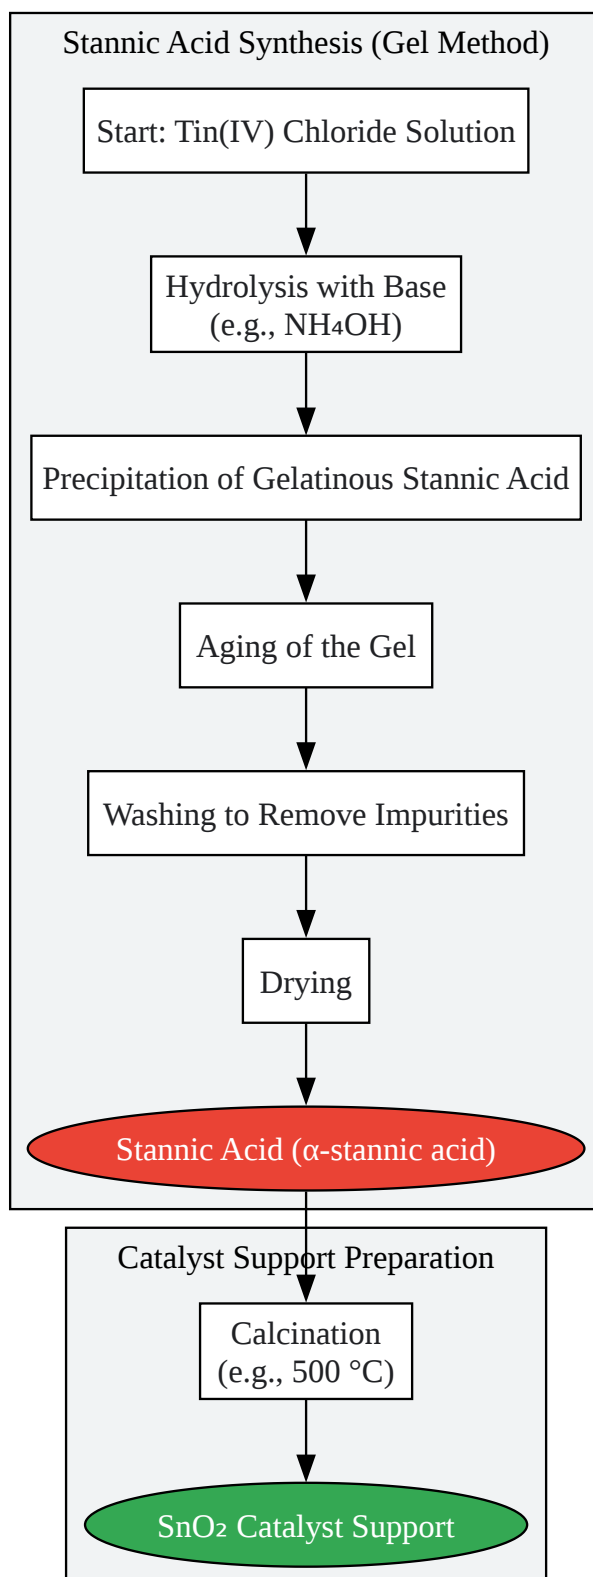 Stannic Acid Synthesis (Gel Method)
Start: Tin(IV) Chloride Solution
Hydrolysis with Base
(e.g., NH₄OH)
Precipitation of Gelatinous Stannic Acid
Aging of the Gel
Washing to Remove Impurities
Drying
Stannic Acid (α-stannic acid)
Catalyst Support Preparation
Calcination
(e.g., 500 °C)
SnO₂ Catalyst Support